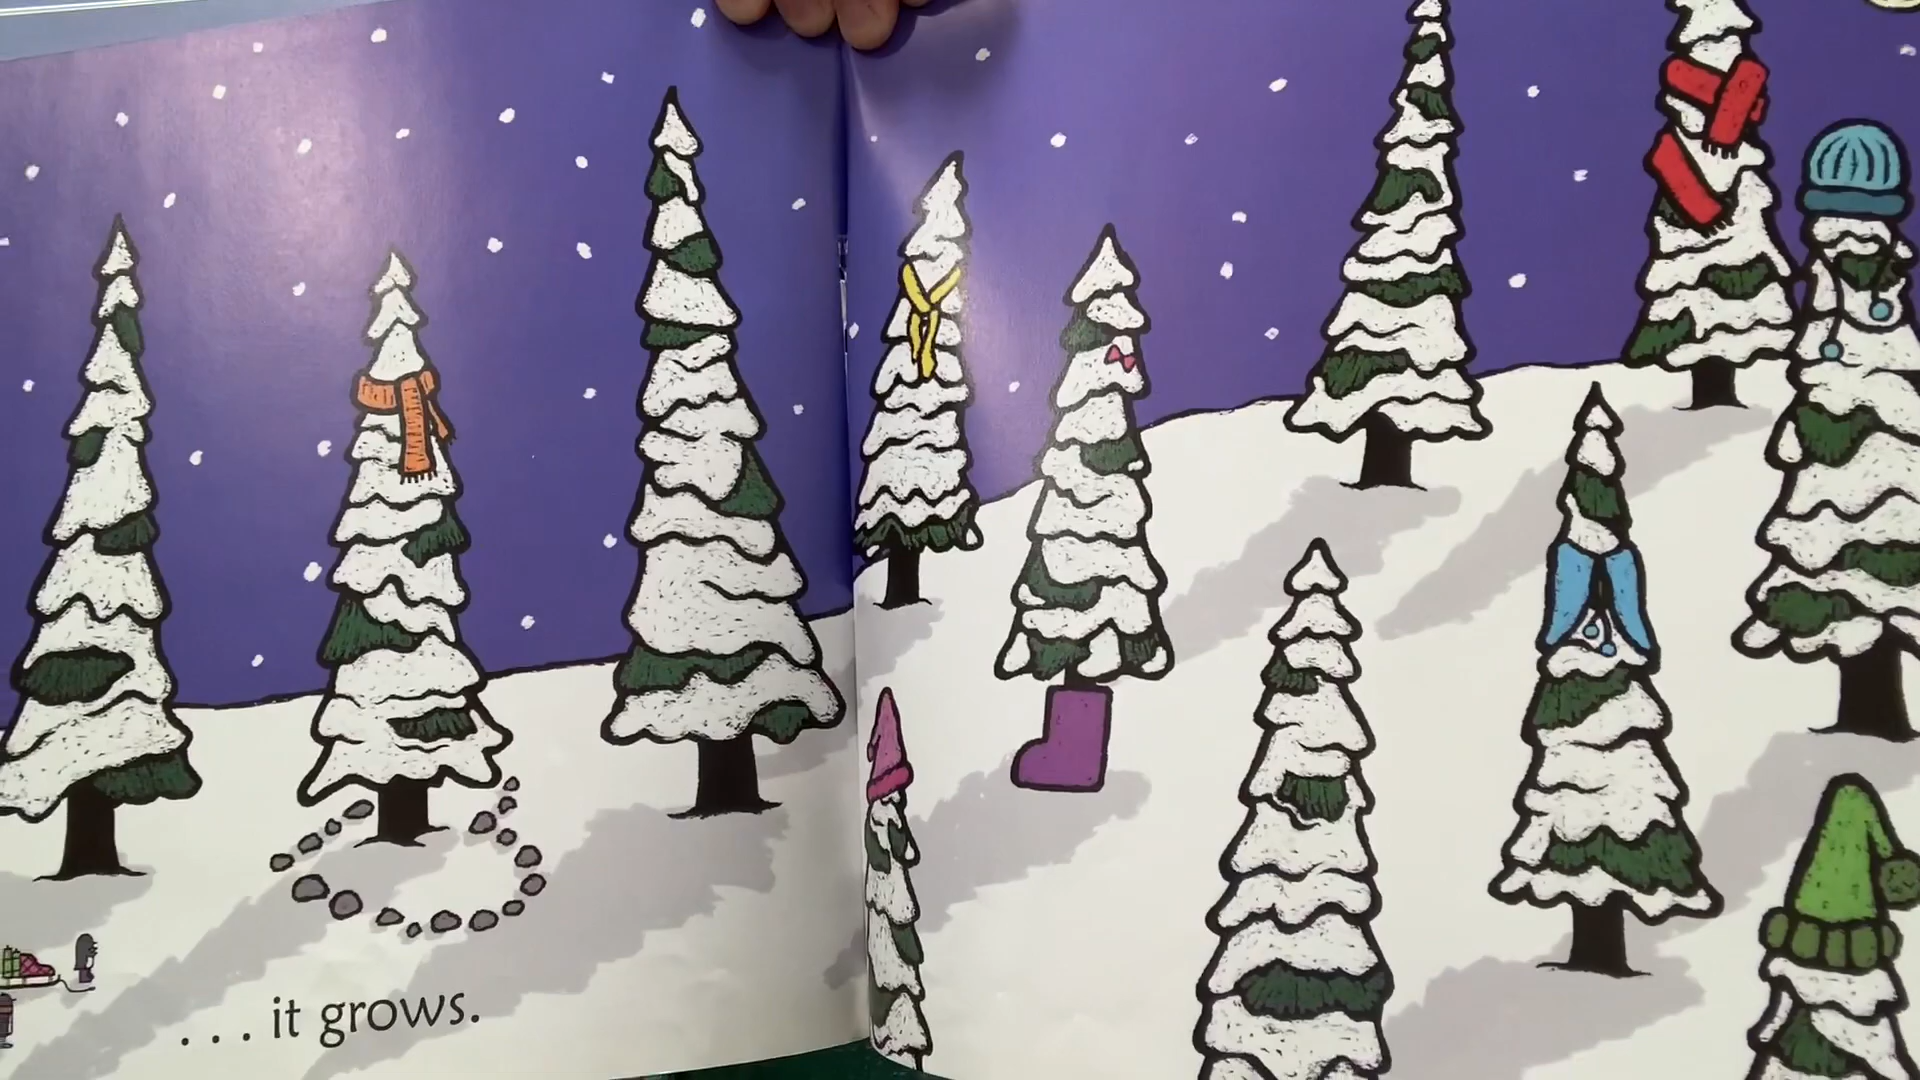 . . . it grows.